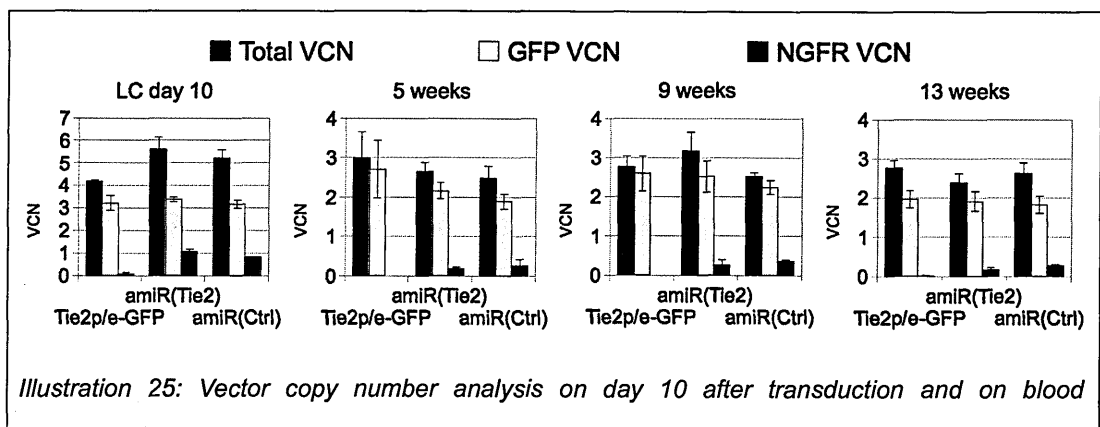 Total VCN GFP VCN NGFR VCN
LC day 10 5 weeks 9 weeks 13 weeks
7
6
5
4
3
2
1
0
VCN
4
3
2
1
0
VCN
4
3
2
1
0
VCN
4
3
2
1
0
VCN
amiR(Tie2) amiR(Tie2) amiR(Tie2) amiR(Tie2)
Tie2p/e-GFP amiR(Ctrl) Tie2p/e-GFP amiR(Ctrl) Tie2p/e-GFP amiR(Ctrl) Tie2p/e-GFP amiR(Ctrl)
Illustration 25: Vector copy number analysis on day 10 after transduction and on blood